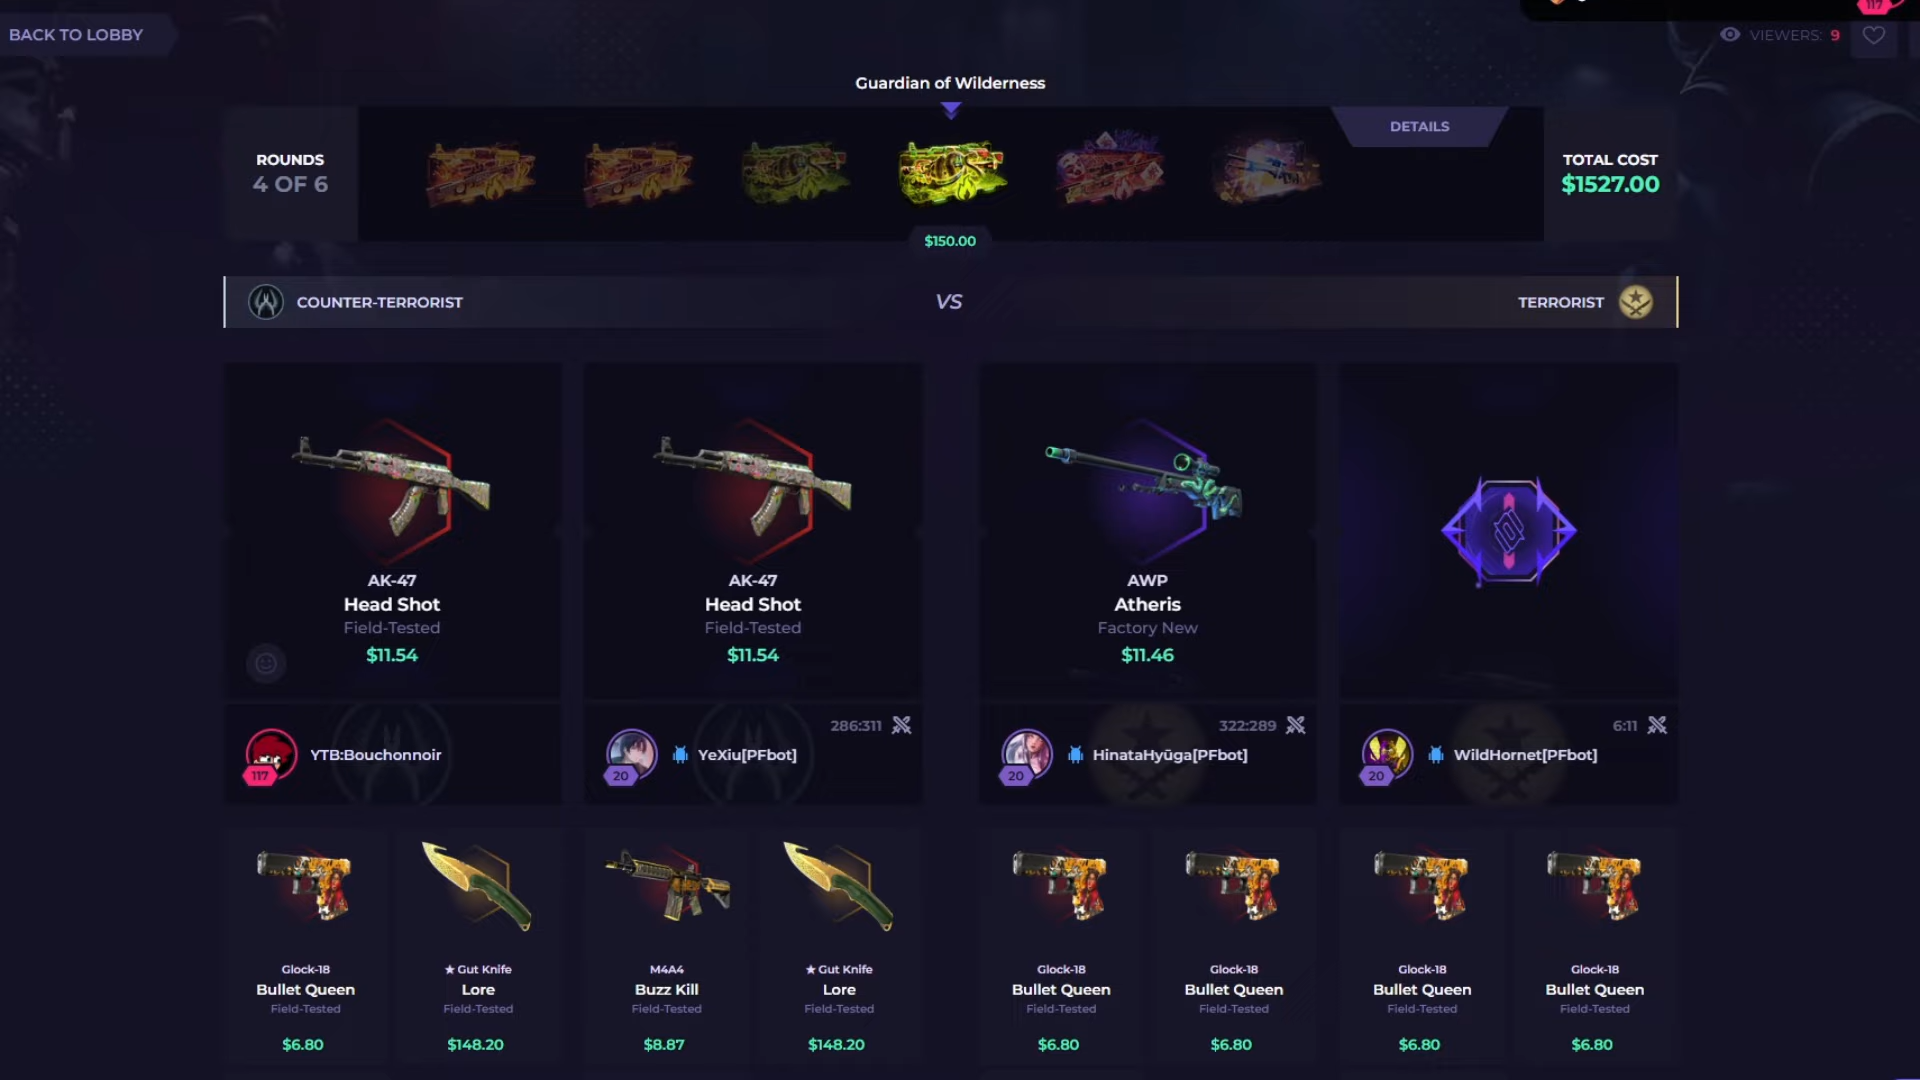 117
BACK TO LOBBY
VIEWERS: 9
Guardian of Wilderness
DETAILS
ROUNDS
4 OF 6
TOTAL COST
$1527.00
$150.00
COUNTER-TERRORIST
VS
TERRORIST
AK-47
Head Shot
Field-Tested
$11.54
AK-47
Head Shot
Field-Tested
$11.54
AWP
Atheris
Factory New
$11.46
117
YTB:Bouchonnoir
286:311
20
YeXiu[PFbot]
322:289
20
HinataHyūga[PFbot]
6:11
20
WildHornet[PFbot]
Glock-18
Bullet Queen
Field-Tested
$6.80
★ Gut Knife
Lore
Field-Tested
$148.20
M4A4
Buzz Kill
Field-Tested
$8.87
★ Gut Knife
Lore
Field-Tested
$148.20
Glock-18
Bullet Queen
Field-Tested
$6.80
Glock-18
Bullet Queen
Field-Tested
$6.80
Glock-18
Bullet Queen
Field-Tested
$6.80
Glock-18
Bullet Queen
Field-Tested
$6.80